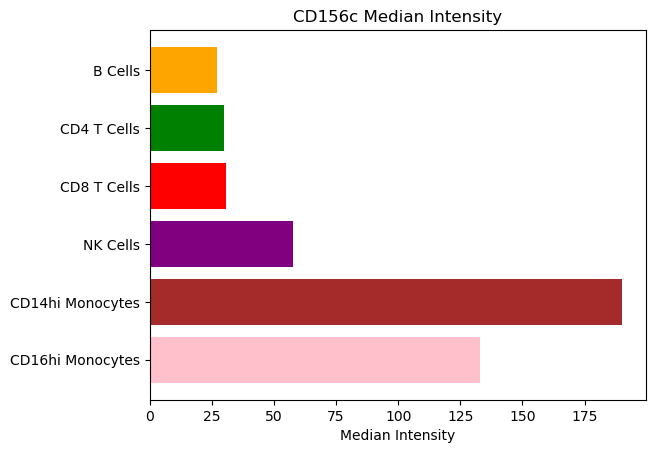 CD156c Median Intensity
B Cells
CD4 T Cells
CD8 T Cells
NK Cells
CD14hi Monocytes
CD16hi Monocytes
0 25 50 75 100 125 150 175
Median Intensity